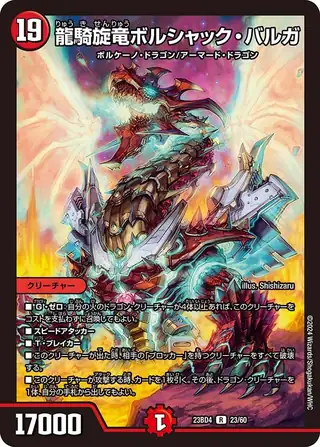 19
りゅう き せんりゅう
龍騎旋竜ボルシャック・バルガ
ボルケーノ・ドラゴン/アーマード・ドラゴン
クリーチャー
illus. Shishizaru
■G・ゼロ:自分の火のドラゴン・クリーチャーが4体以上あれば、このクリーチャーを
コストを支払わずに召喚してもよい。
■スピードアタッカー
■T・ブレイカー
■このクリーチャーが出た時、相手の「ブロッカー」を持つクリーチャーをすべて破壊
する。
■このクリーチャーが攻撃する時、カードを1枚引く。その後、ドラゴン・クリーチャーを
1体、自分の手札から出してもよい。
©2024 Wizards/Shogakukan/WHC
17000
23BD4 R 23/60